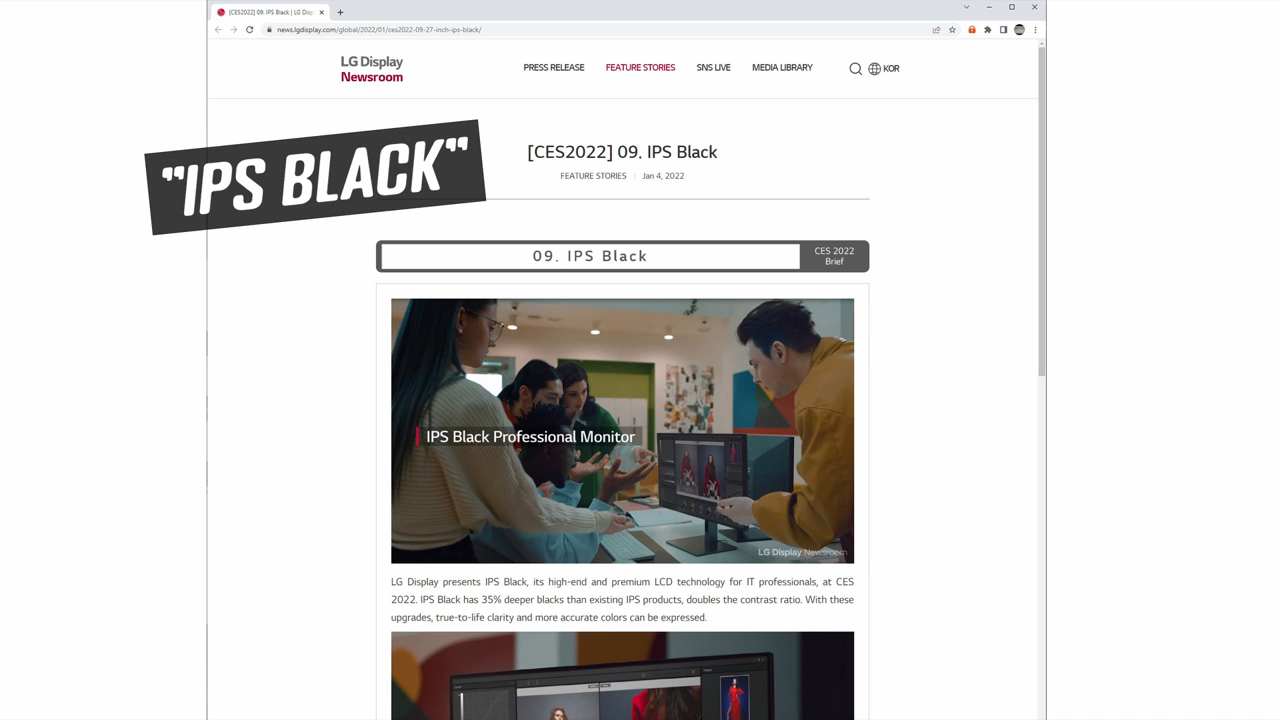 [CES2022] 09. IPS Black | LG Disp
news.lgdisplay.com/global/2022/01/ces2022-09-27-inch-ips-black/
LG Display
Newsroom
PRESS RELEASE
FEATURE STORIES
SNS LIVE
MEDIA LIBRARY
KOR
"IPS BLACK"
[CES2022] 09. IPS Black
FEATURE STORIES
Jan 4, 2022
09. IPS Black
CES 2022
Brief
IPS Black Professional Monitor
LG Display Newsroom
LG Display presents IPS Black, its high-end and premium LCD technology for IT professionals, at CES
2022. IPS Black has 35% deeper blacks than existing IPS products, doubles the contrast ratio. With these
upgrades, true-to-life clarity and more accurate colors can be expressed.